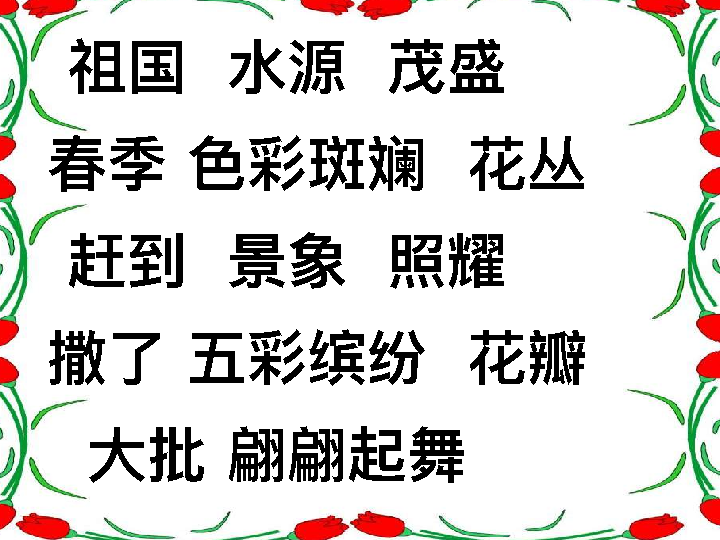 祖国 水源 茂盛
春季 色彩斑斓 花丛
赶到 景象 照耀
撒了 五彩缤纷 花瓣
大批 翩翩起舞